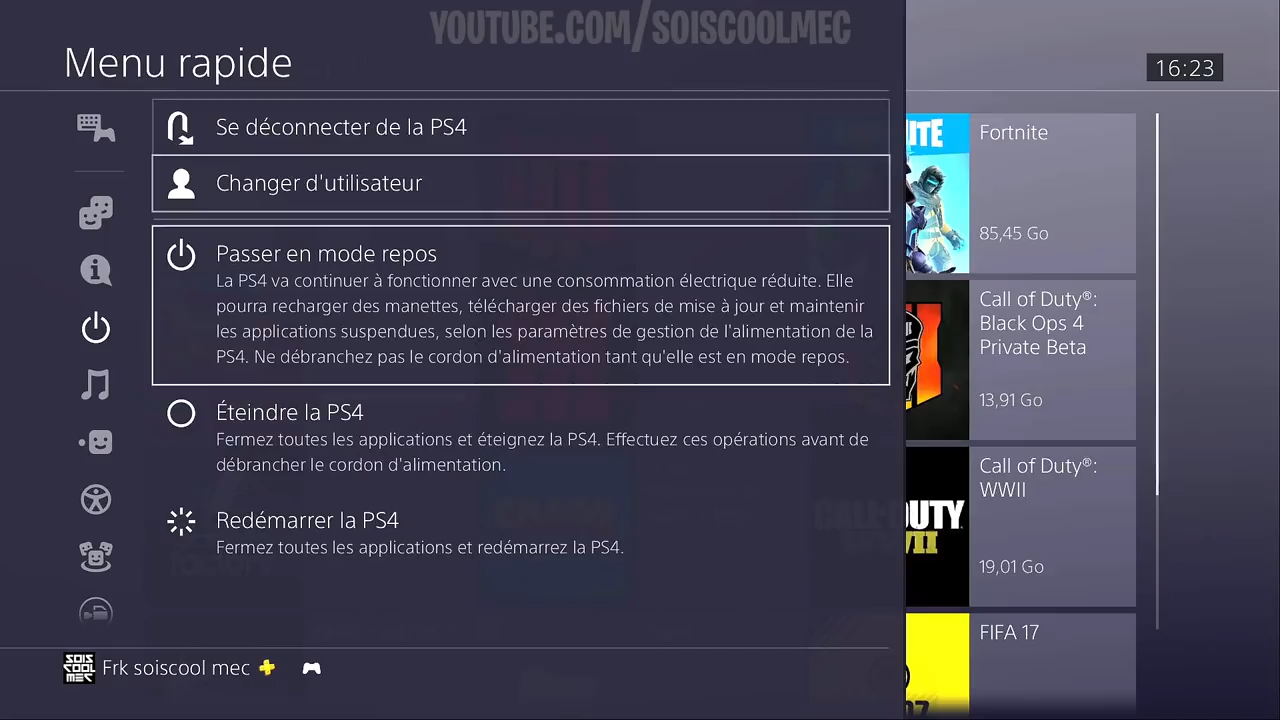 YOUTUBE.COM/SOISCOOLMEC
Menu rapide
16:23
Se déconnecter de la PS4
Changer d'utilisateur
Passer en mode repos
La PS4 va continuer à fonctionner avec une consommation électrique réduite. Elle
pourra recharger des manettes, télécharger des fichiers de mise à jour et maintenir
les applications suspendues, selon les paramètres de gestion de l'alimentation de la
PS4. Ne débranchez pas le cordon d'alimentation tant qu'elle est en mode repos.
Éteindre la PS4
Fermez toutes les applications et éteignez la PS4. Effectuez ces opérations avant de
débrancher le cordon d'alimentation.
Redémarrer la PS4
Fermez toutes les applications et redémarrez la PS4.
ITE
Fortnite
85,45 Go
Call of Duty®:
Black Ops 4
Private Beta
13,91 Go
Call of Duty®:
WWII
DUTY
VII
19,01 Go
FIFA 17
SOIS
COOL
MEC
Frk soiscool mec